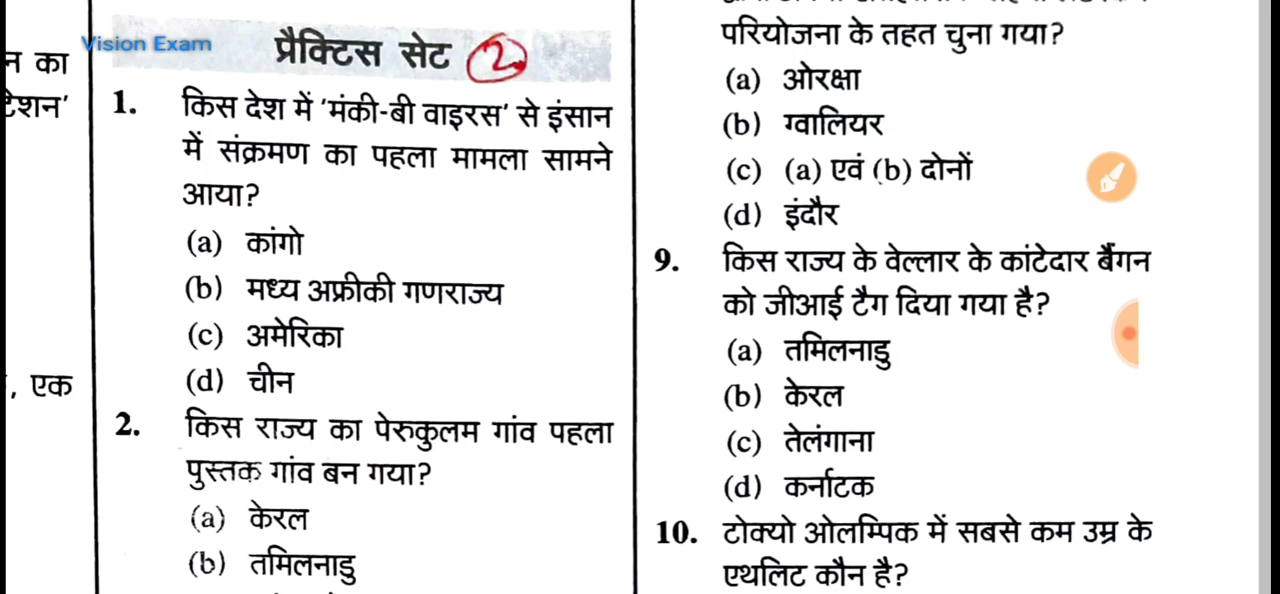 Vision Exam
न का
टेशन'
, एक
प्रैक्टिस सेट 2
1. किस देश में 'मंकी-बी वाइरस' से इंसान
में संक्रमण का पहला मामला सामने
आया?
(a) कांगो
(b) मध्य अफ्रीकी गणराज्य
(c) अमेरिका
(d) चीन
2. किस राज्य का पेरुकुलम गांव पहला
पुस्तक गांव बन गया?
(a) केरल
(b) तमिलनाडु
परियोजना के तहत चुना गया?
(a) ओरक्षा
(b) ग्वालियर
(c) (a) एवं (b) दोनों
(d) इंदौर
9. किस राज्य के वेल्लार के कांटेदार बैंगन
को जीआई टैग दिया गया है?
(a) तमिलनाडु
(b) केरल
(c) तेलंगाना
(d) कर्नाटक
10. टोक्यो ओलम्पिक में सबसे कम उम्र के
एथलिट कौन है?